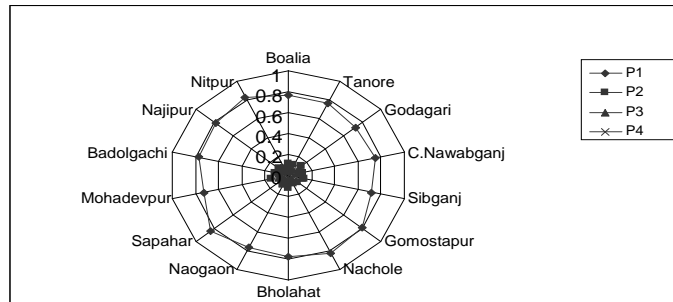 Boalia
Tanore
Godagari
C.Nawabganj
Sibganj
Gomostapur
Nachole
Bholahat
Naogaon
Sapahar
Mohadevpur
Badolgachi
Najipur
Nitpur
1
0.8
0.6
0.4
0.2
0
P1
P2
P3
P4